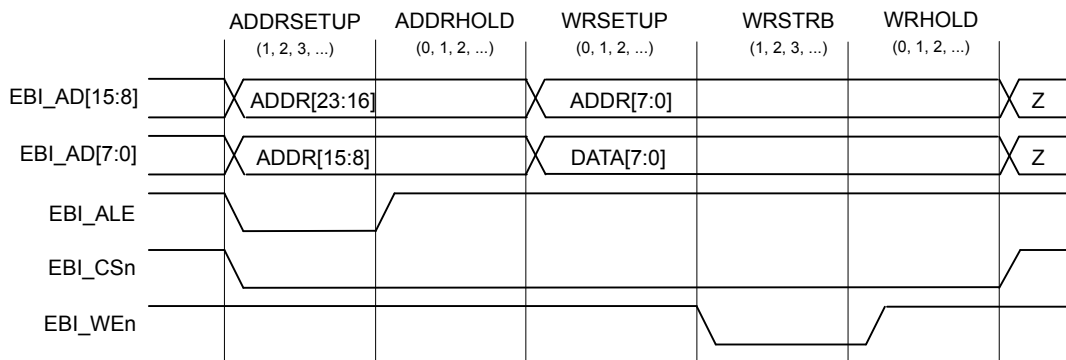 ADDRSETUP ADDRHOLD WRSETUP WRSTRB WRHOLD
(1, 2, 3, ...) (0, 1, 2, ...) (0, 1, 2, ...) (1, 2, 3, ...) (0, 1, 2, ...)
EBI_AD[15:8] ADDR[23:16] ADDR[7:0] Z
EBI_AD[7:0] ADDR[15:8] DATA[7:0] Z
EBI_ALE
EBI_CSn
EBI_WEn